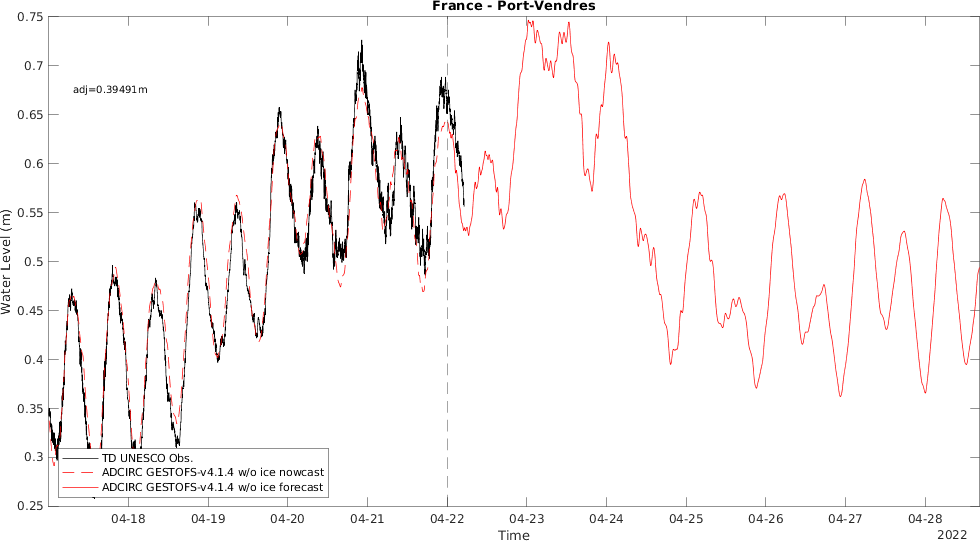 France - Port-Vendres
adj=0.39491m
Water Level (m)
0.75
0.7
0.65
0.6
0.55
0.5
0.45
0.4
0.35
0.3
0.25
TD UNESCO Obs.
ADCIRC GESTOFS-v4.1.4 w/o ice nowcast
ADCIRC GESTOFS-v4.1.4 w/o ice forecast
04-18 04-19 04-20 04-21 04-22 04-23 04-24 04-25 04-26 04-27 04-28
Time
2022